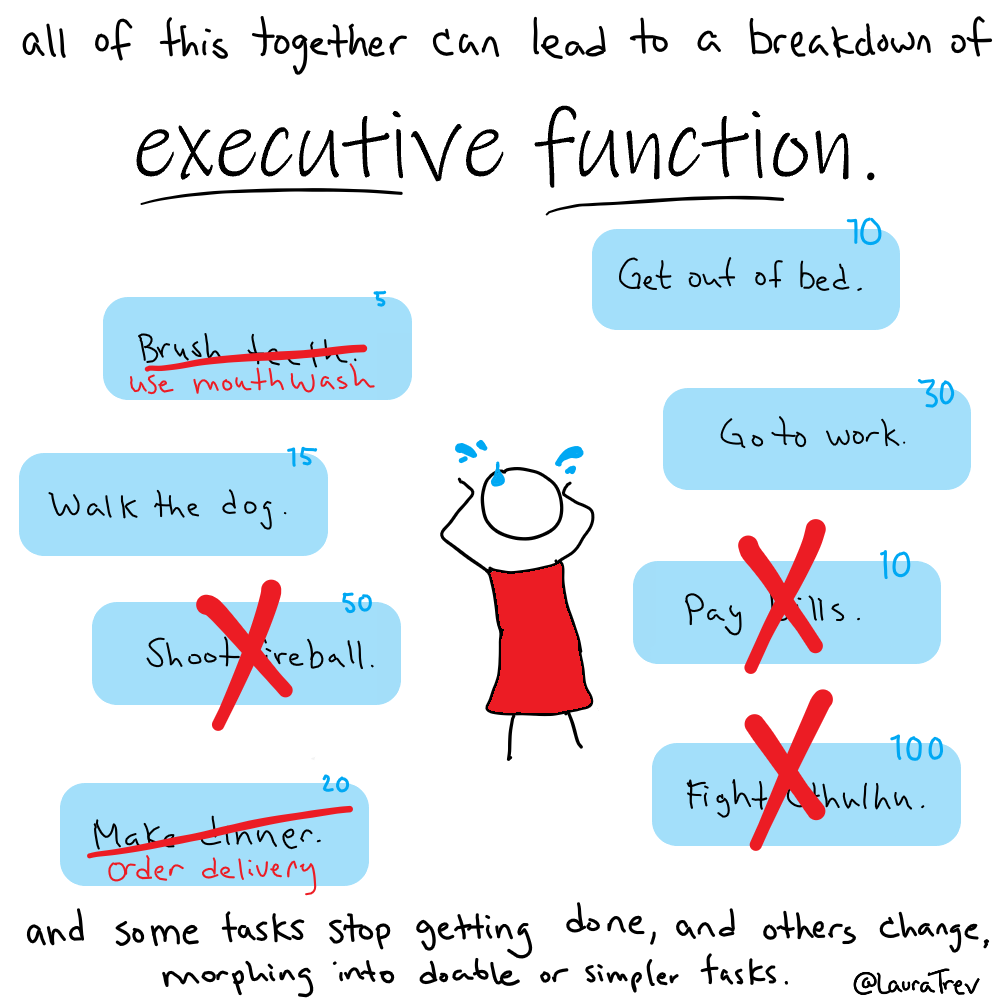 all of this together can lead to a breakdown of
executive function.
10
Get out of bed.
5
Brush teeth.
use mouthwash
30
Go to work.
15
Walk the dog.
10
Pay bills.
50
Shoot fireball.
100
Fight Cthulhu.
20
Make dinner.
order delivery
and some tasks stop getting done, and others change,
morphing into doable or simpler tasks.
@LauraTrev